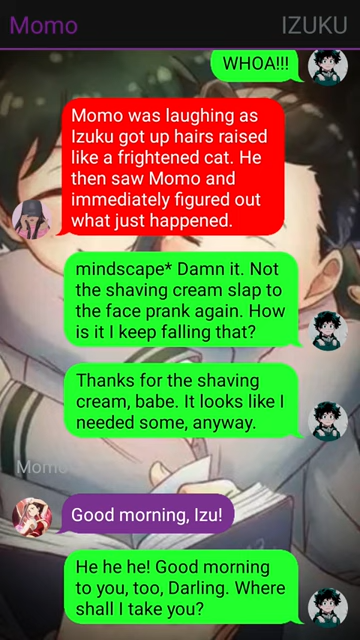 Momo
IZUKU
WHOA!!!
Momo was laughing as
Izuku got up hairs raised
like a frightened cat. He
then saw Momo and
immediately figured out
what just happened.
mindscape* Damn it. Not
the shaving cream slap to
the face prank again. How
is it I keep falling that?
Thanks for the shaving
cream, babe. It looks like I
needed some, anyway.
Momo
Good morning, Izu!
He he he! Good morning
to you, too, Darling. Where
shall I take you?